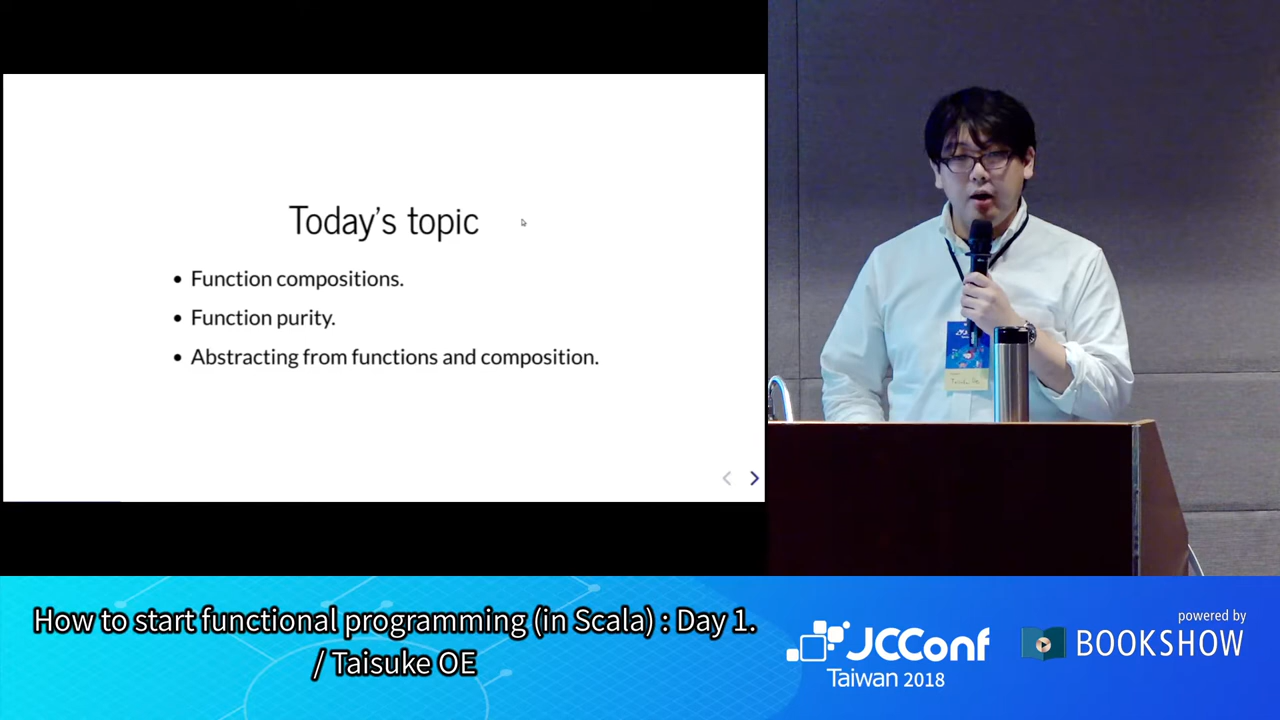 Today's topic
• Function compositions.
• Function purity.
• Abstracting from functions and composition.
How to start functional programming (in Scala) : Day 1.
/ Taisuke OE
JCConf
Taiwan 2018
powered by
BOOKSHOW